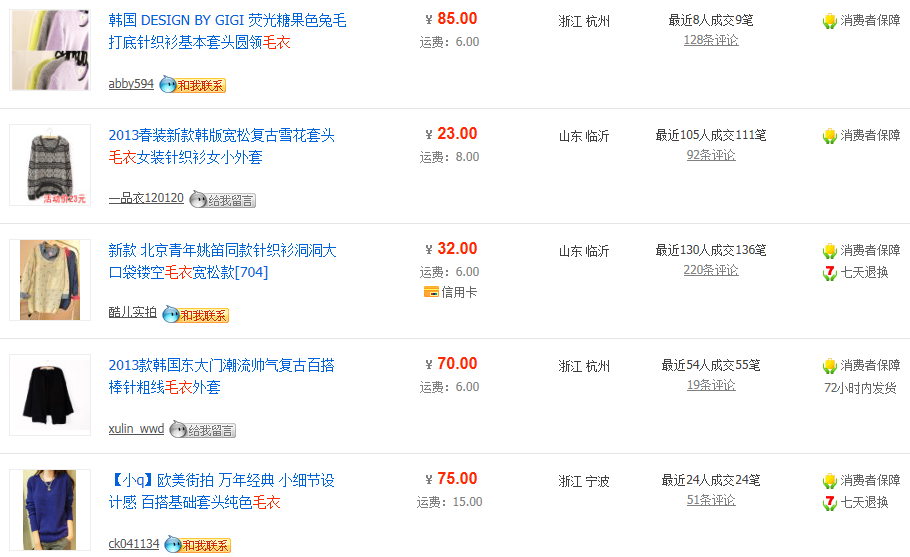 韩国 DESIGN BY GIGI 荧光糖果色兔毛
打底针织衫基本套头圆领毛衣
¥ 85.00
运费：6.00
浙江 杭州
最近8人成交9笔
128条评论
消费者保障
abby594 和我联系
2013春装新款韩版宽松复古雪花套头
毛衣女装针织衫女小外套
¥ 23.00
运费：8.00
山东 临沂
最近105人成交111笔
92条评论
消费者保障
活动价23元
一品衣120120 给我留言
新款 北京青年姚笛同款针织衫洞洞大
口袋镂空毛衣宽松款[704]
¥ 32.00
运费：6.00
信用卡
山东 临沂
最近130人成交136笔
220条评论
消费者保障
7 七天退换
酷儿实拍 和我联系
2013款韩国东大门潮流帅气复古百搭
棒针粗线毛衣外套
¥ 70.00
运费：6.00
浙江 杭州
最近54人成交55笔
19条评论
消费者保障
72小时内发货
xulin_wwd 给我留言
【小q】欧美街拍 万年经典 小细节设
计感 百搭基础套头纯色毛衣
¥ 75.00
运费：15.00
浙江 宁波
最近24人成交24笔
51条评论
消费者保障
7 七天退换
ck041134 和我联系